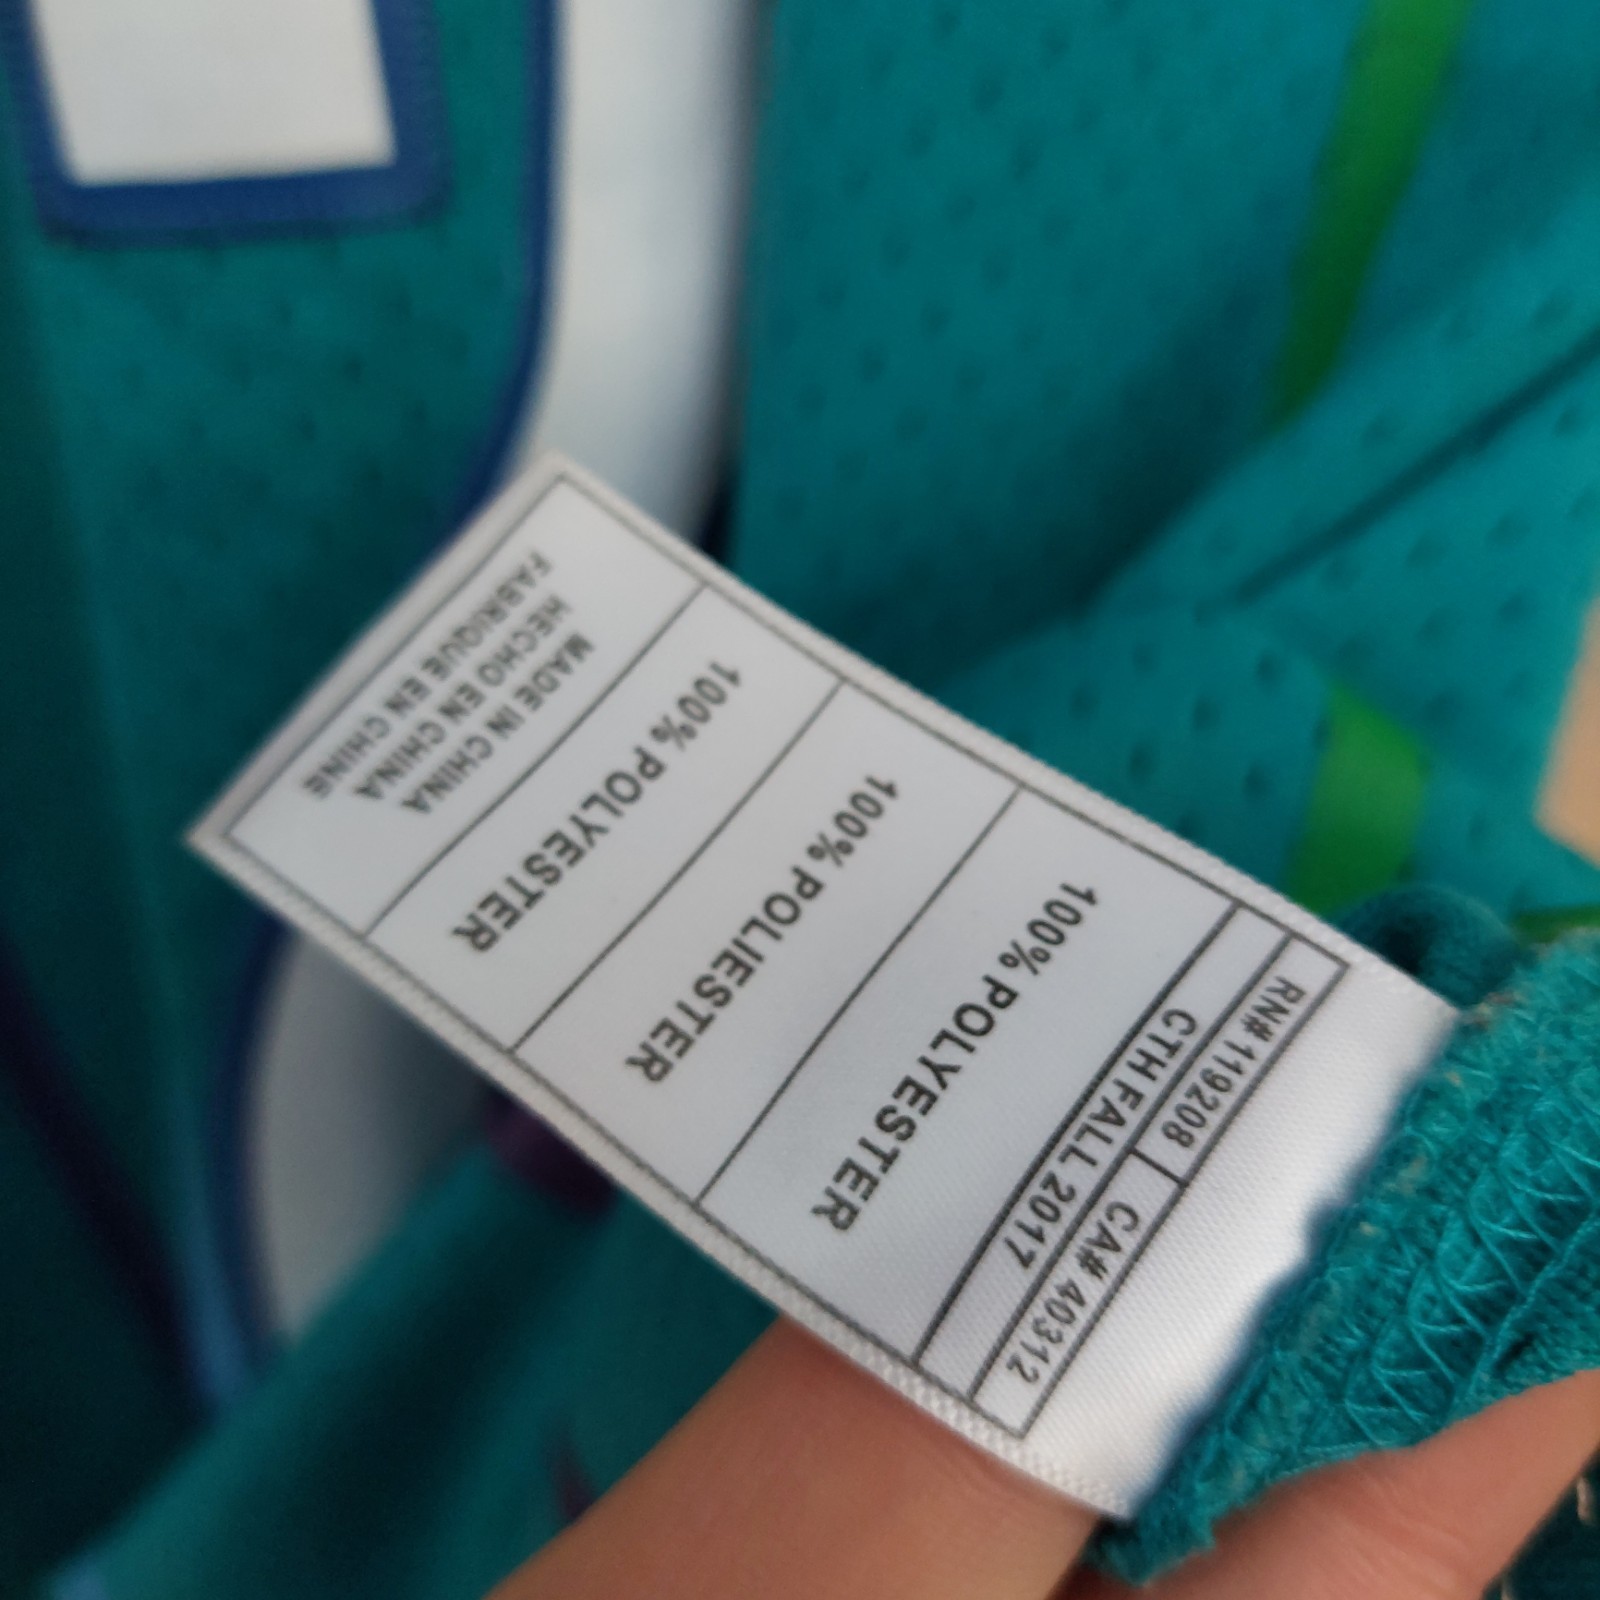 RN# 119208 CA# 40312
CTH FALL 2017
100% POLYESTER
100% POLIESTER
100% POLYESTER
MADE IN CHINA
HECHO EN CHINA
FABRIQUE EN CHINE